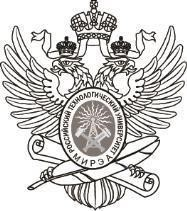 РОССИЙСКИЙ ТЕХНОЛОГИЧЕСКИЙ УНИВЕРСИТЕТ
МИРЭА